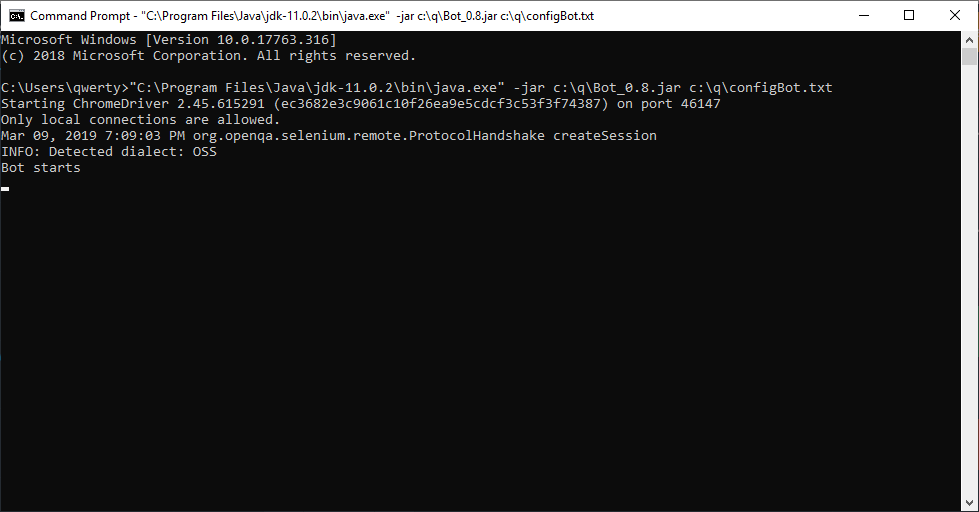 Command Prompt - "C:\Program Files\Java\jdk-11.0.2\bin\java.exe" -jar c:\q\Bot_0.8.jar c:\q\configBot.txt
Microsoft Windows [Version 10.0.17763.316]
(c) 2018 Microsoft Corporation. All rights reserved.
C:\Users\qwerty>"C:\Program Files\Java\jdk-11.0.2\bin\java.exe" -jar c:\q\Bot_0.8.jar c:\q\configBot.txt
Starting ChromeDriver 2.45.615291 (ec3682e3c9061c10f26ea9e5cdcf3c53f3f74387) on port 46147
Only local connections are allowed.
Mar 09, 2019 7:09:03 PM org.openqa.selenium.remote.ProtocolHandshake createSession
INFO: Detected dialect: OSS
Bot starts